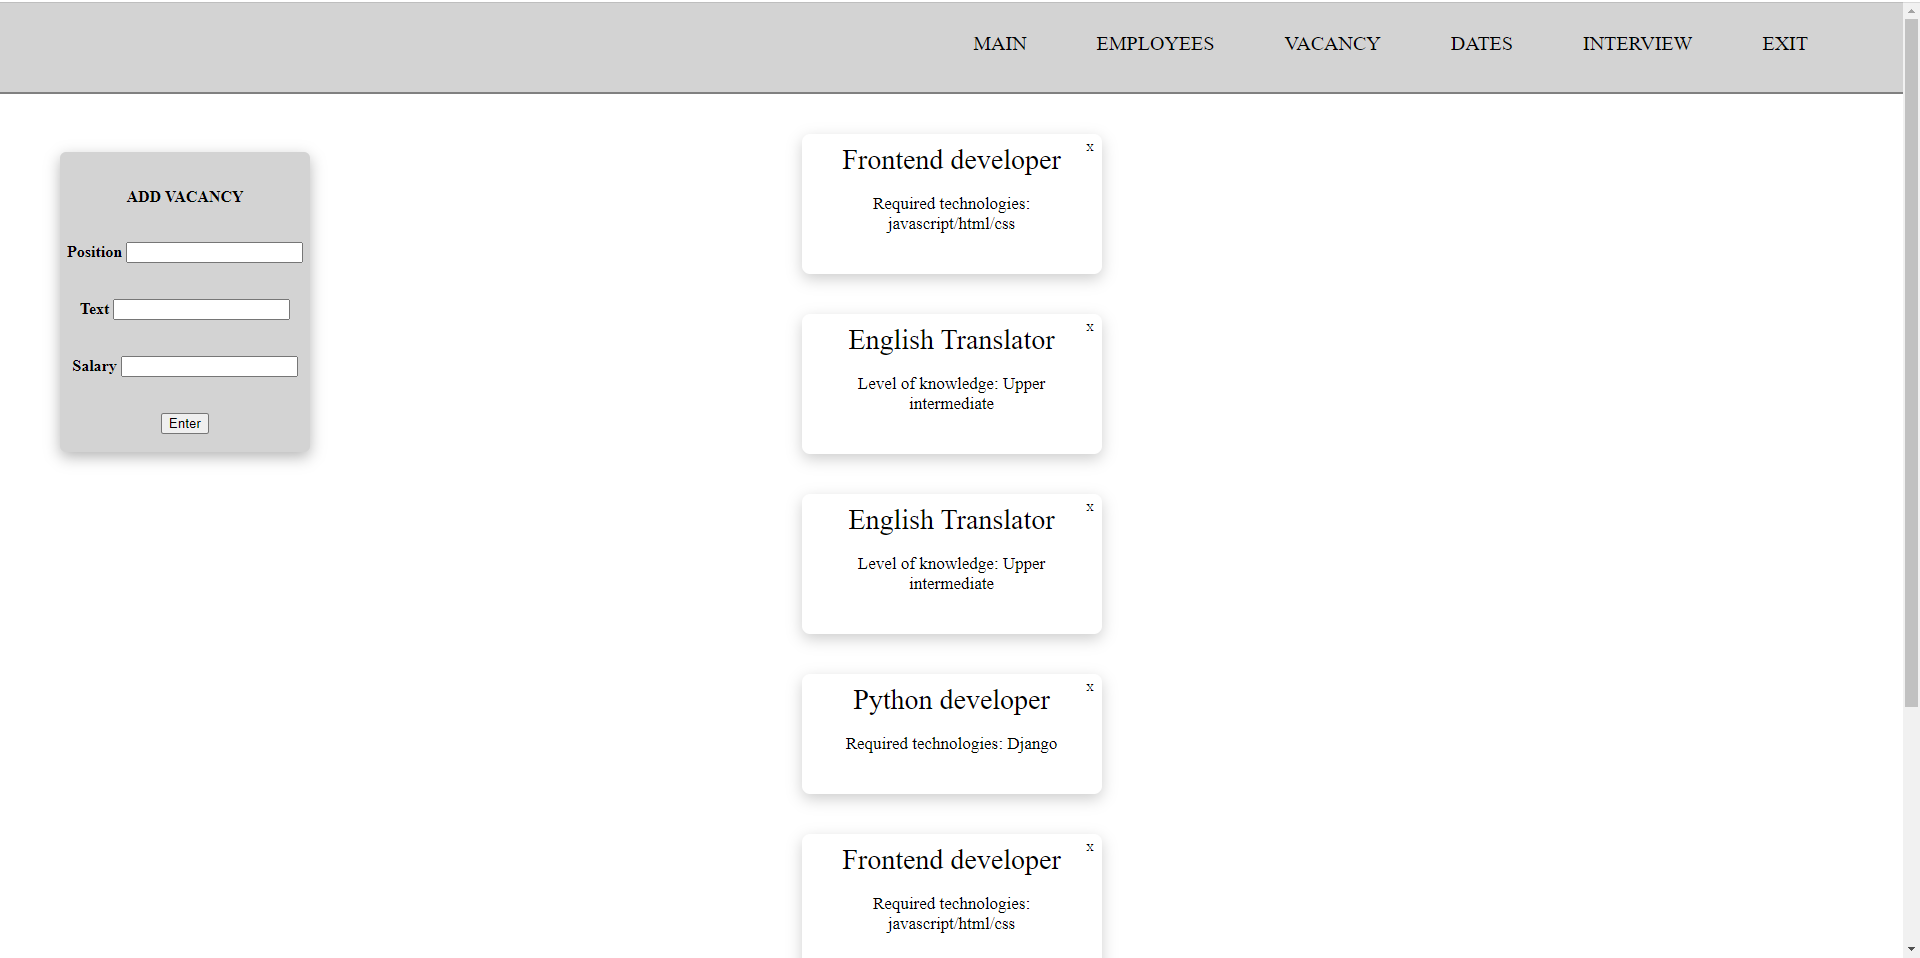 MAIN EMPLOYEES VACANCY DATES INTERVIEW EXIT
ADD VACANCY
Position
Text
Salary
Enter
x
Frontend developer
Required technologies:
javascript/html/css
x
English Translator
Level of knowledge: Upper
intermediate
x
English Translator
Level of knowledge: Upper
intermediate
x
Python developer
Required technologies: Django
x
Frontend developer
Required technologies:
javascript/html/css